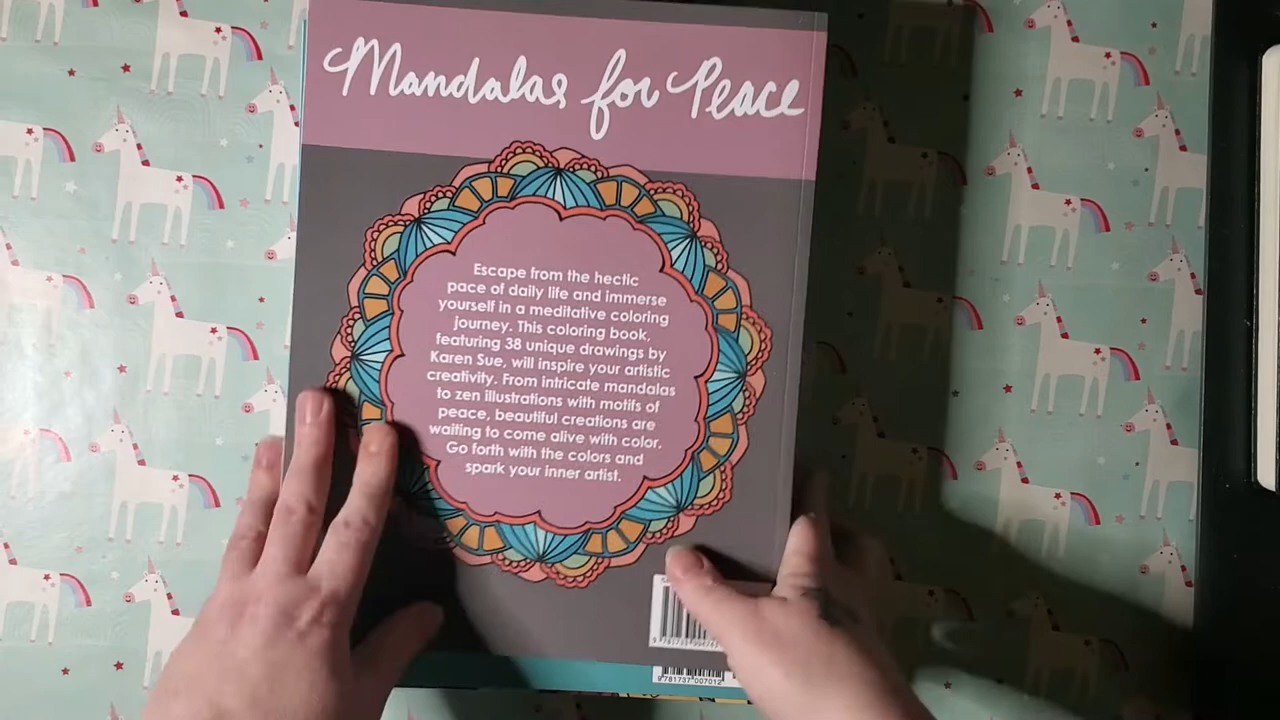 Mandalas for Peace
Escape from the hectic
pace of daily life and immerse
yourself in a meditative coloring
journey. This coloring book,
featuring 38 unique drawings by
Karen Sue, will inspire your artistic
creativity. From intricate mandalas
to zen illustrations with motifs of
peace, beautiful creations are
waiting to come alive with color.
Go forth with the colors and
spark your inner artist.
9 781737 007012